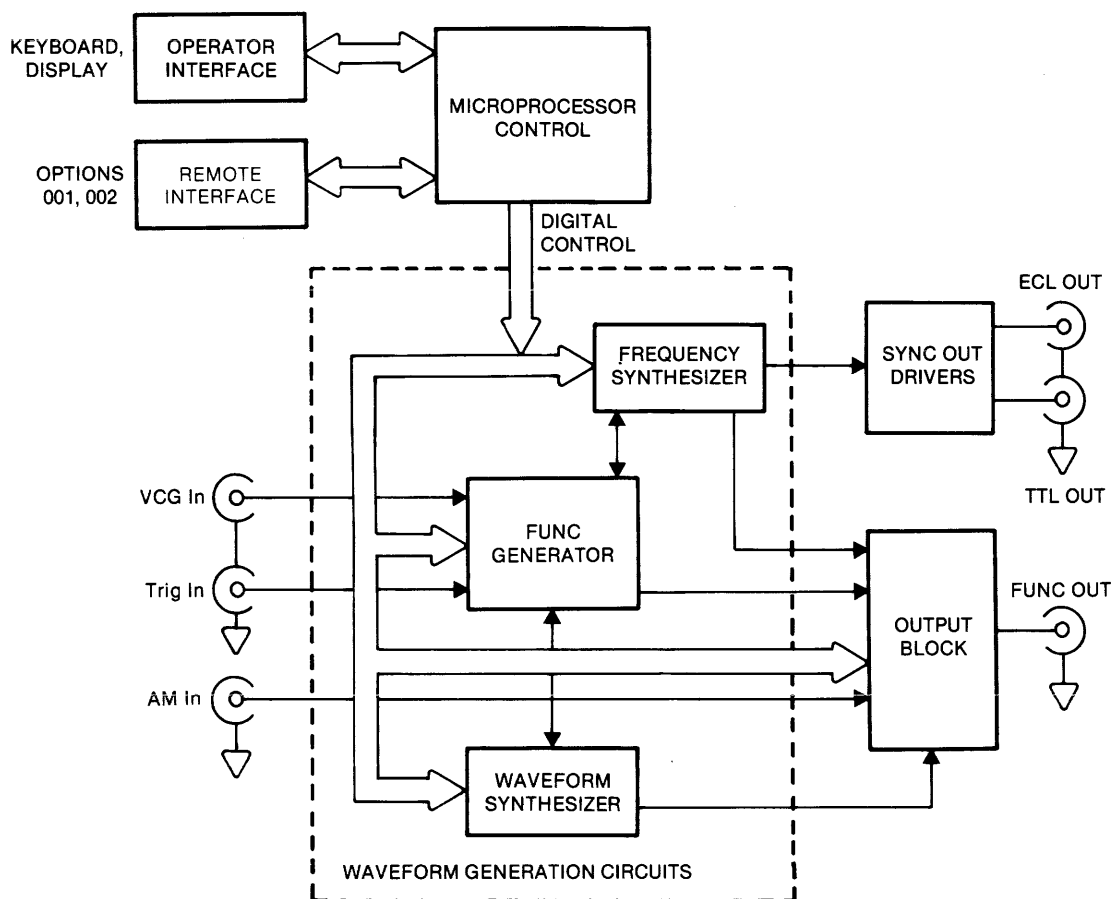 KEYBOARD,
DISPLAY
OPERATOR
INTERFACE
MICROPROCESSOR
CONTROL
OPTIONS
001, 002
REMOTE
INTERFACE
DIGITAL
CONTROL
FREQUENCY
SYNTHESIZER
SYNC OUT
DRIVERS
ECL OUT
TTL OUT
VCG In
FUNC
GENERATOR
Trig In
OUTPUT
BLOCK
FUNC OUT
AM In
WAVEFORM
SYNTHESIZER
WAVEFORM GENERATION CIRCUITS